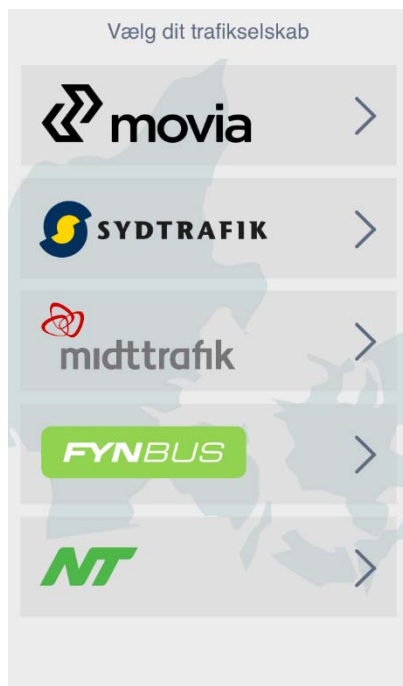 Vælg dit trafikselskab
movia
SYDTRAFIK
midttrafik
FYNBUS
NT